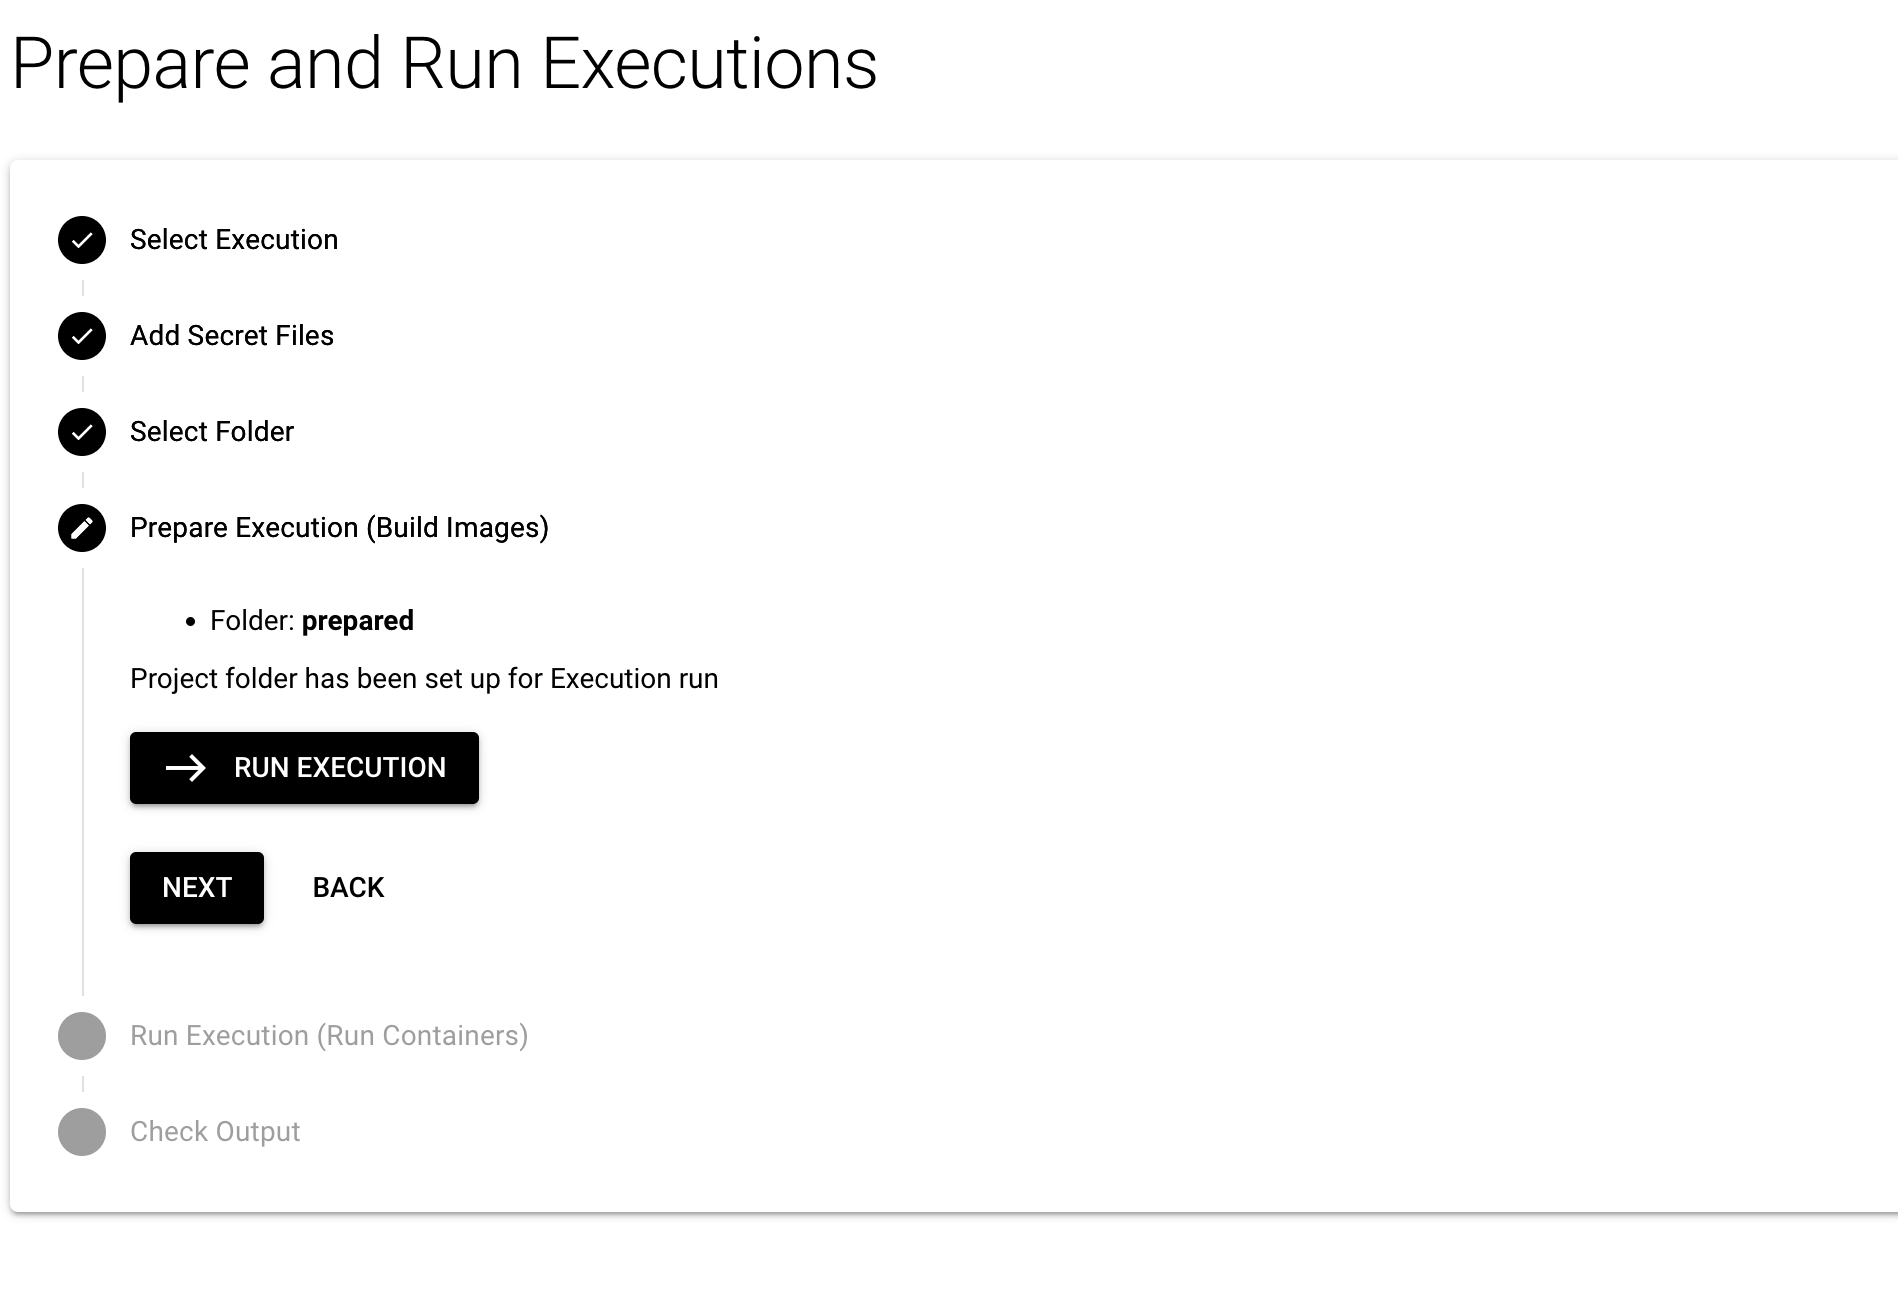 Prepare and Run Executions
Select Execution
Add Secret Files
Select Folder
Prepare Execution (Build Images)
• Folder: prepared
Project folder has been set up for Execution run
RUN EXECUTION
NEXT BACK
Run Execution (Run Containers)
Check Output